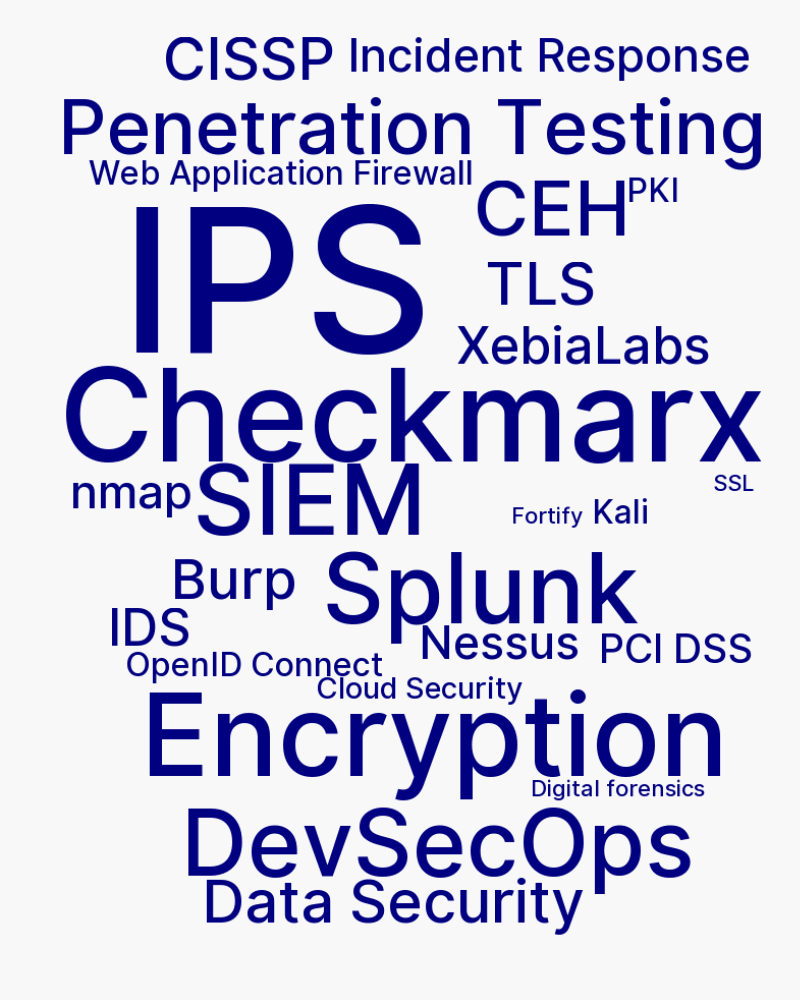 CISSP Incident Response
Penetration Testing
Web Application Firewall
CEH PKI
IPS
TLS
XebiaLabs
Checkmarx
nmap SIEM
SSL
Fortify Kali
Burp Splunk
IDS
Nessus PCI DSS
OpenID Connect
Cloud Security
Encryption
Digital forensics
DevSecOps
Data Security